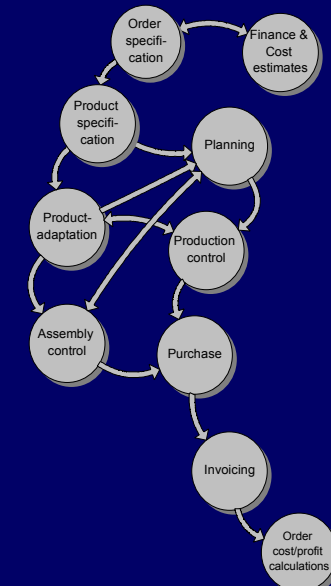 Order
specifi-
cation
Finance &
Cost
estimates
Product
specifi-
cation
Planning
Product-
adaptation
Production
control
Assembly
control
Purchase
Invoicing
Order
cost/profit
calculations